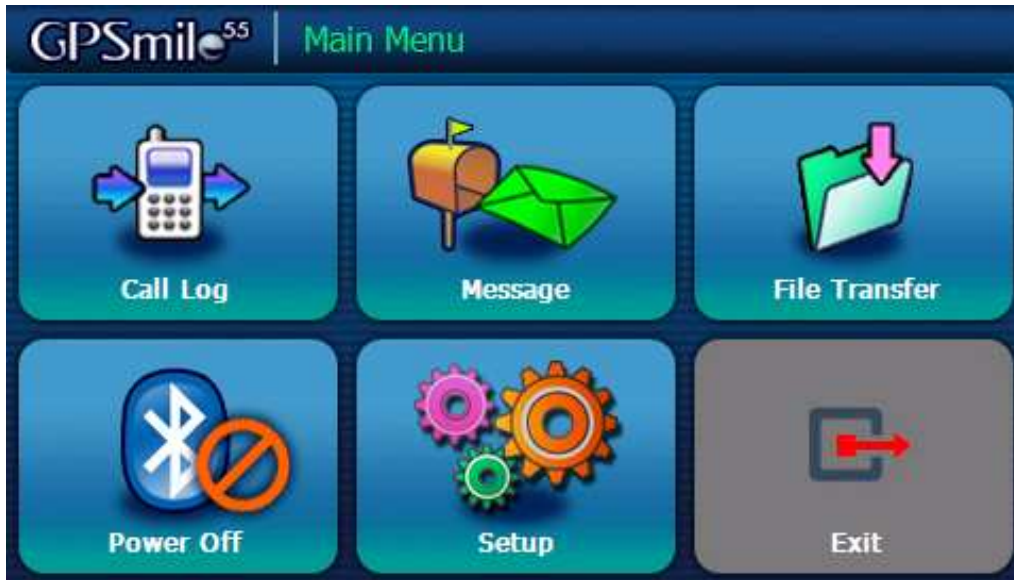 GPSmile55 Main Menu
Call Log
Message
File Transfer
Power Off
Setup
Exit